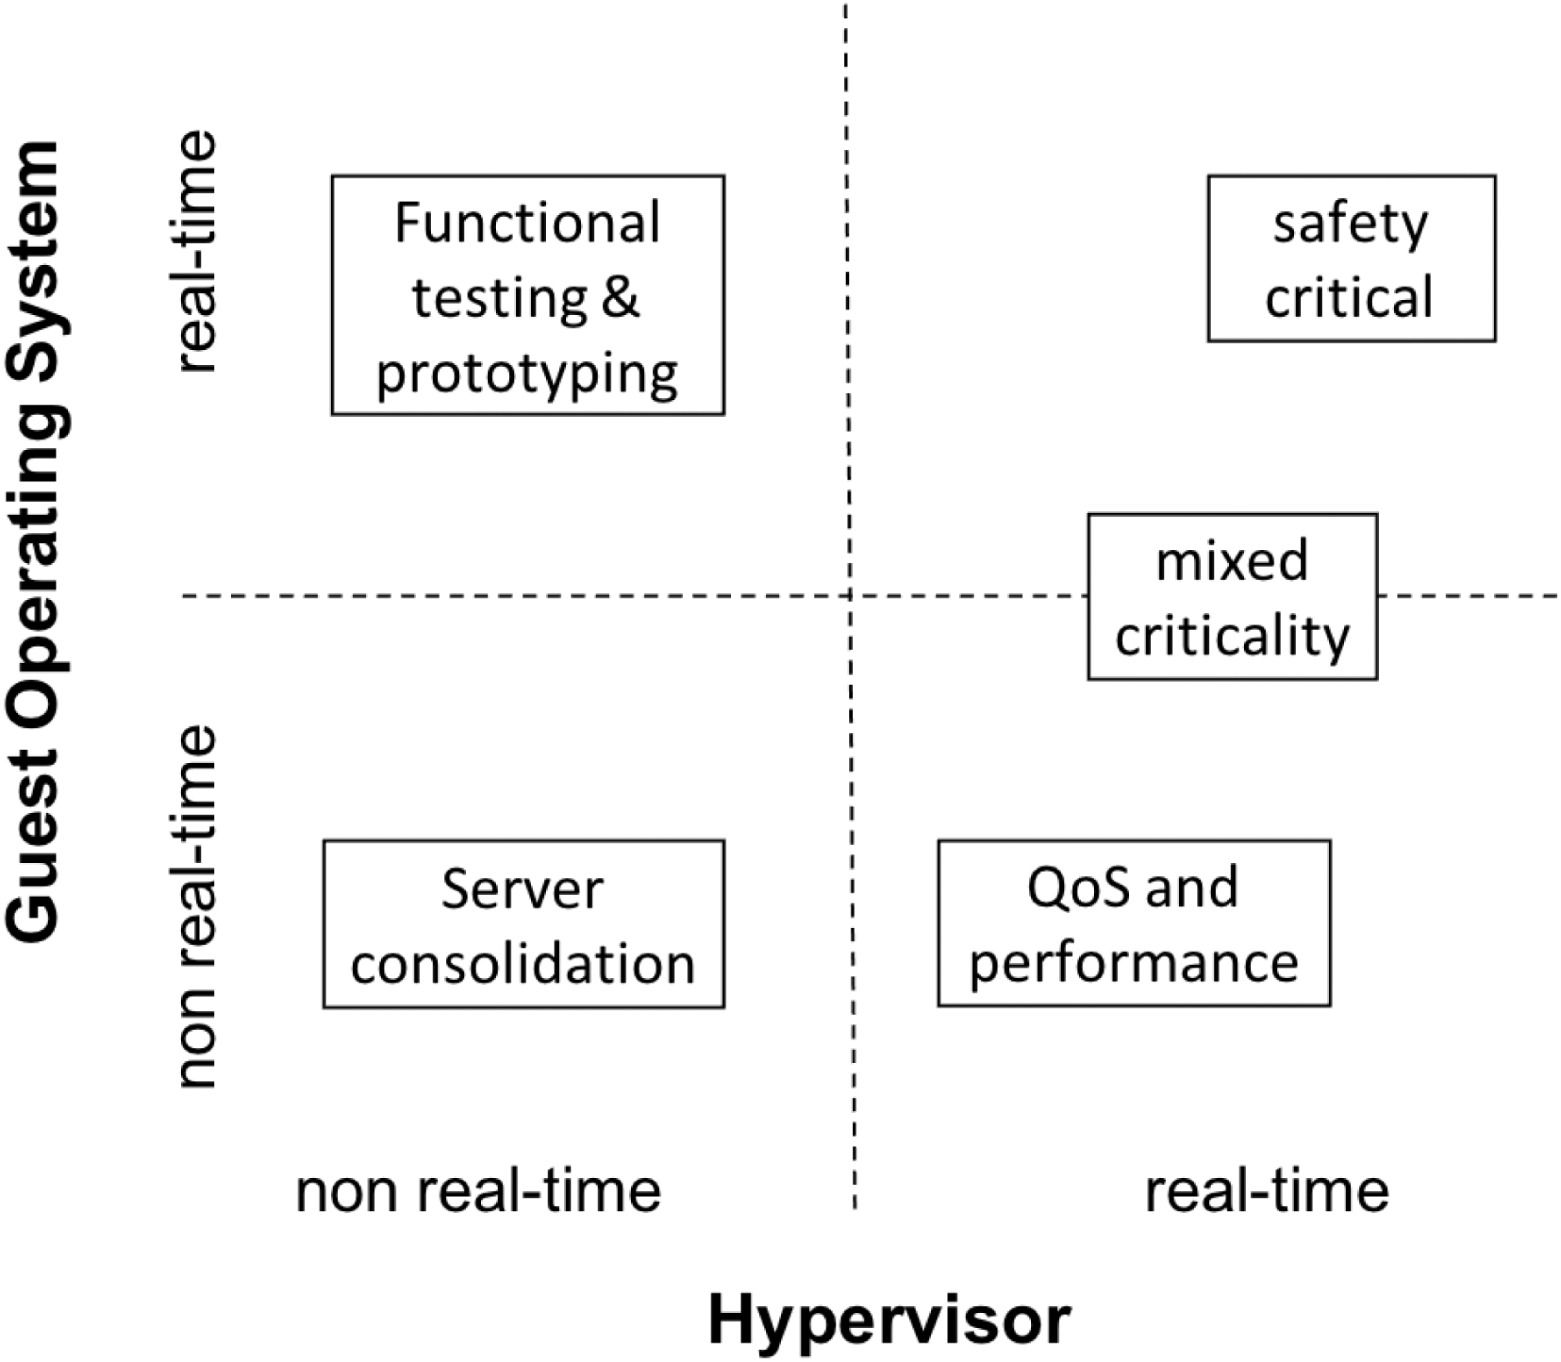 Guest Operating System
real-time
Functional
testing &
prototyping
safety
critical
mixed
criticality
non real-time
Server
consolidation
QoS and
performance
non real-time
real-time
Hypervisor